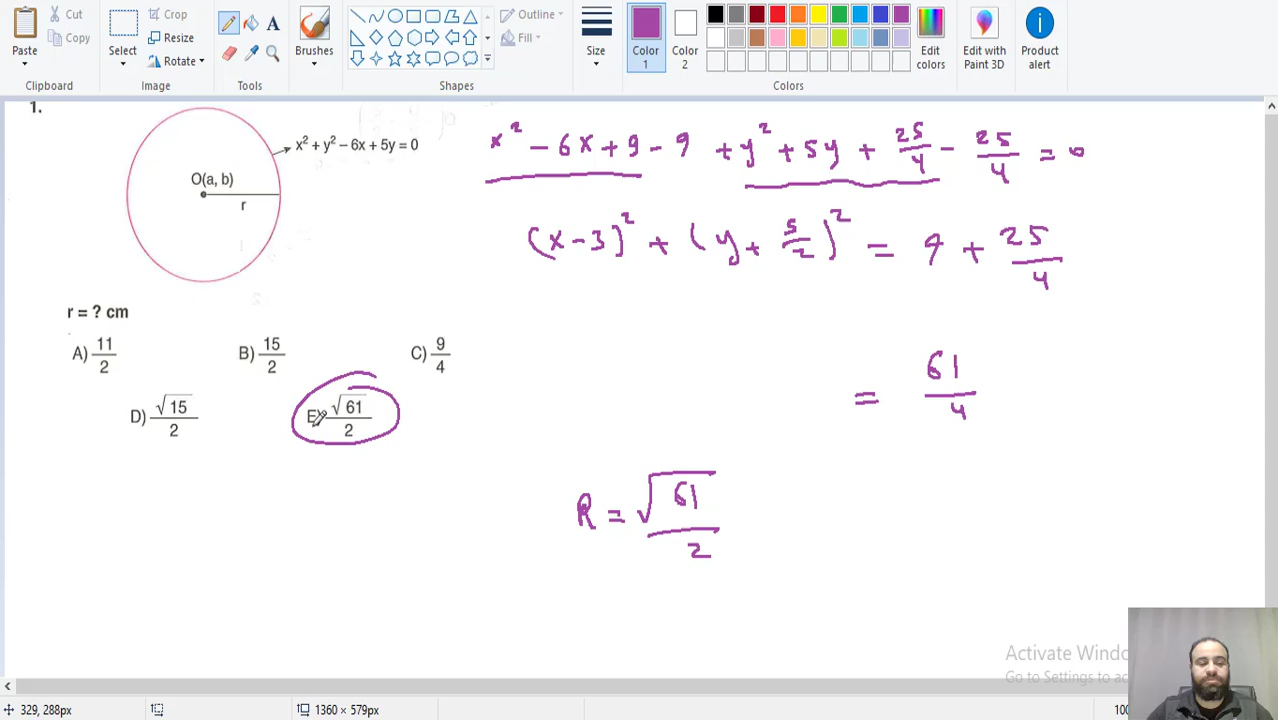 Cut
Copy
Paste
Clipboard
Select
Crop
Resize
Rotate
Image
A
Tools
Brushes
Outline
Fill
Shapes
Size
Color
1
Color
2
Edit
colors
Colors
Edit with
Paint 3D
Product
alert
1.
x² + y² − 6x + 5y = 0
O(a, b)
r
x² − 6x + 9 − 9 + y² + 5y + 25/4 − 25/4 = 0
(x − 3)² + (y + 5/2)² = 9 + 25/4
r = ? cm
A) 11/2 B) 15/2 C) 9/4
= 61/4
D) √15/2 E) √61/2
R = √61/2
Activate Windo
Go to Settings to ac
329, 288px
1360 × 579px
100